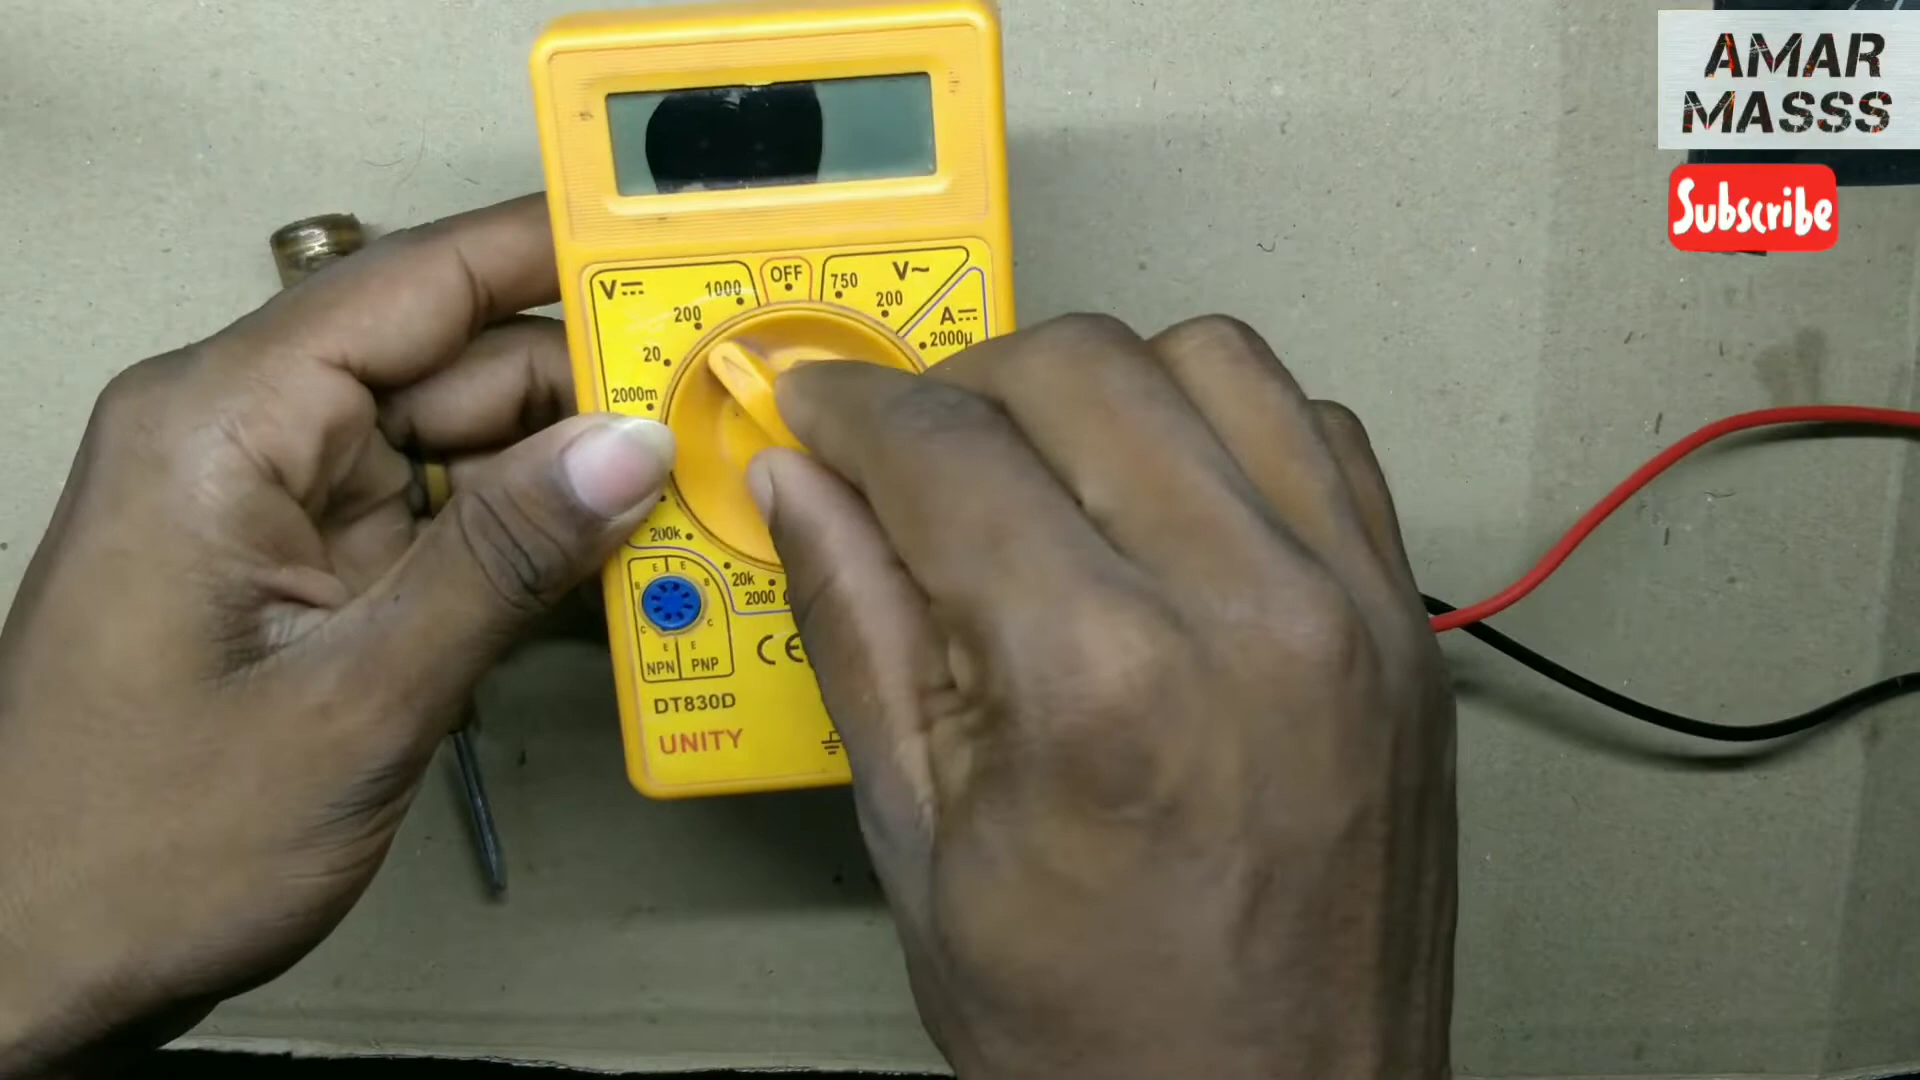 AMAR
MASSS
Subscribe
OFF
V⎓
1000
750
V~
200
200
A⎓
2000µ
20
2000m
200k
20k
2000
E
E
B
B
C
C
E
E
NPN
PNP
CE
DT830D
UNITY